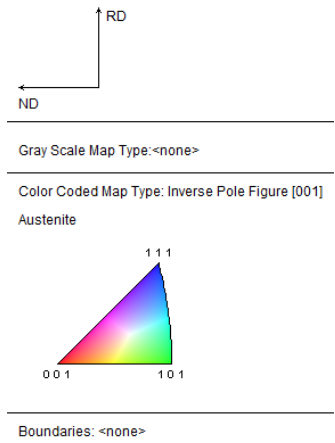 RD
ND
Gray Scale Map Type:<none>
Color Coded Map Type: Inverse Pole Figure [001]
Austenite
1 1 1
0 0 1
1 0 1
Boundaries: <none>